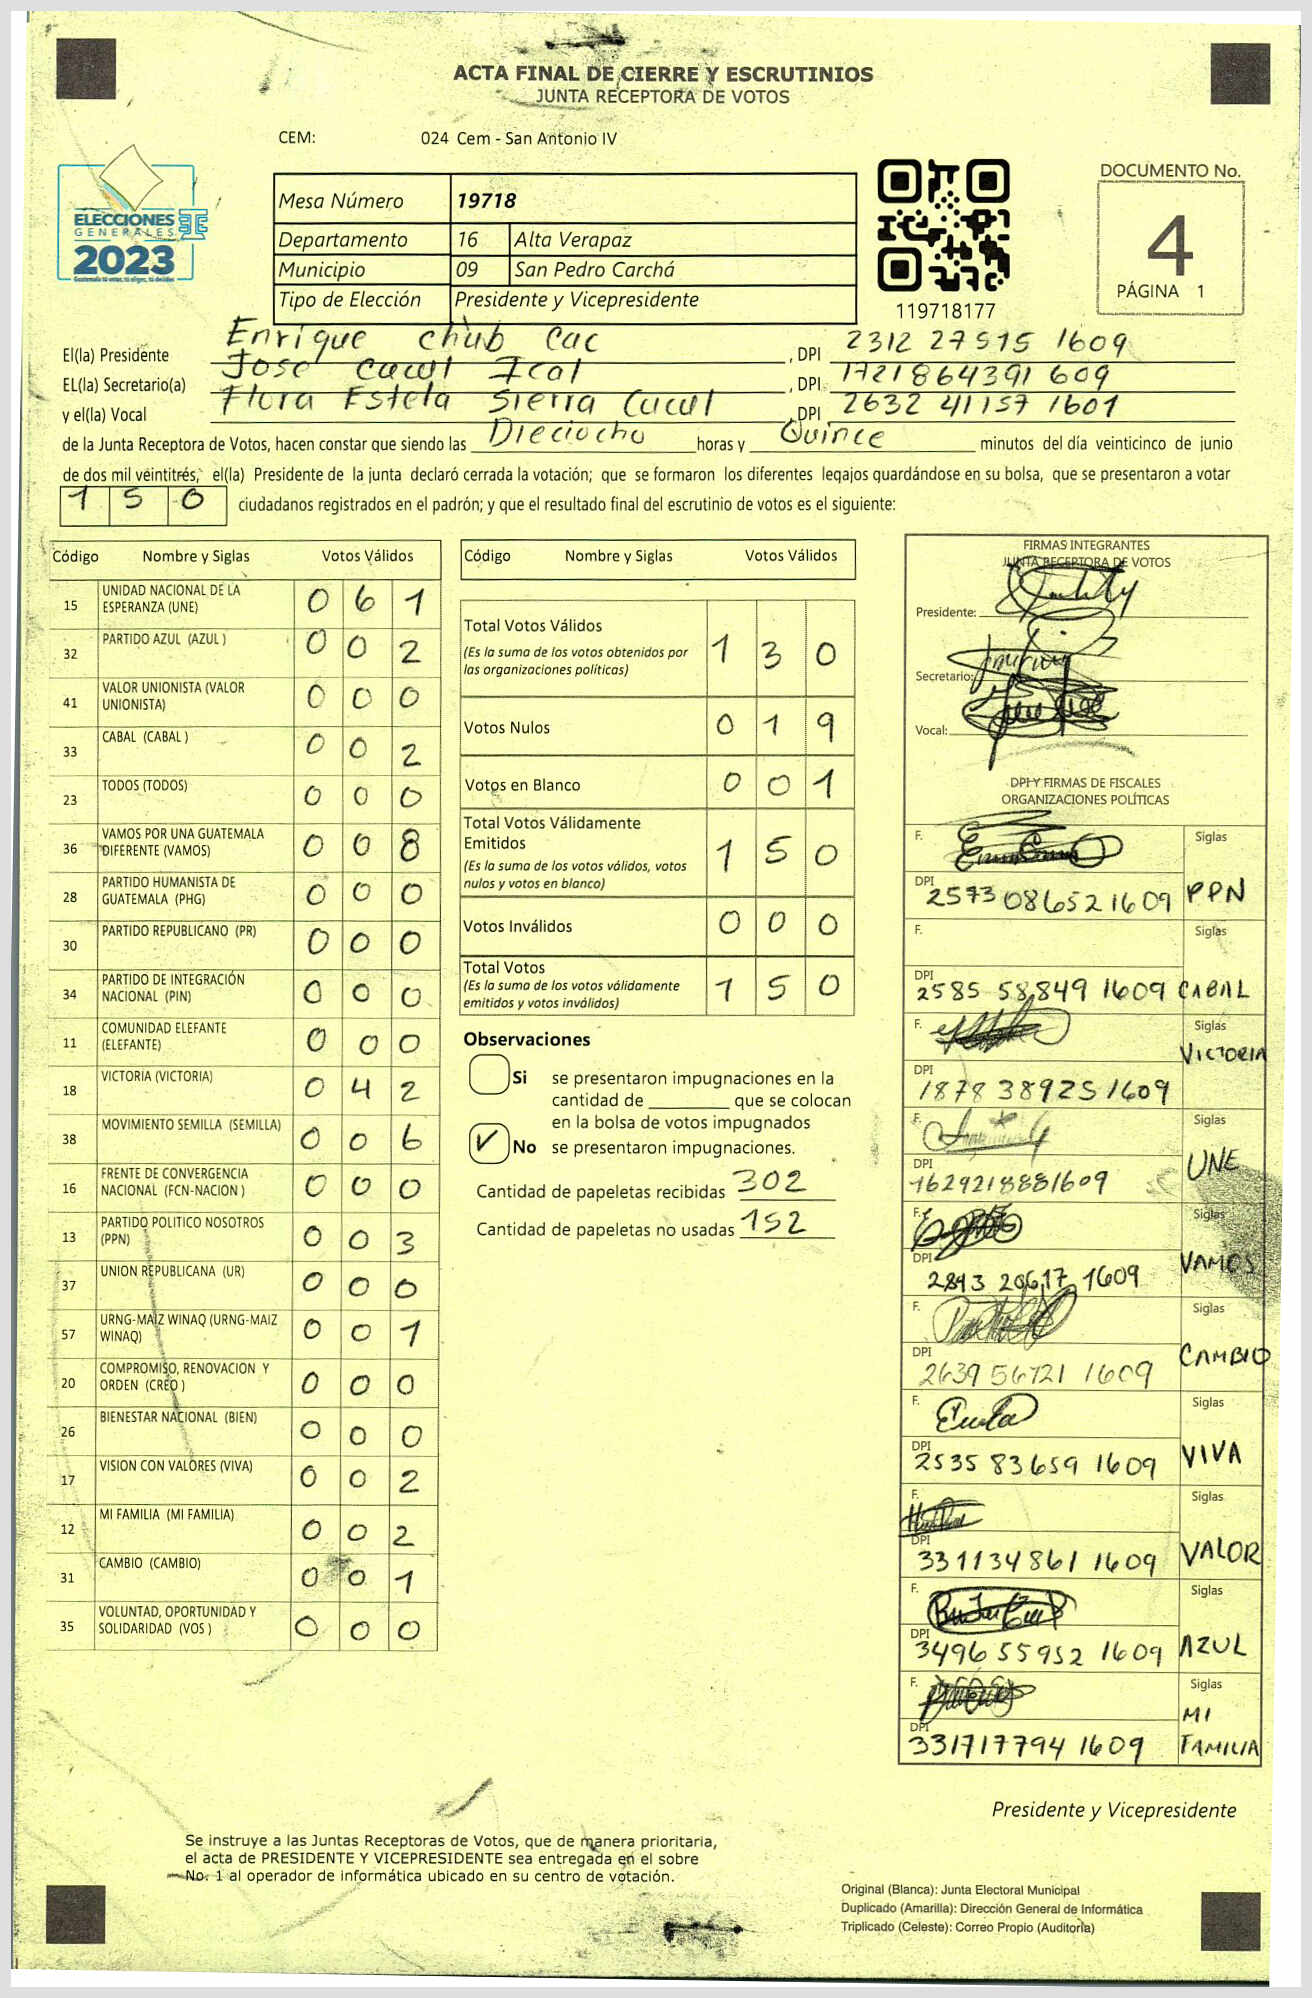 ACTA FINAL DE CIERRE Y ESCRUTINIOS
JUNTA RECEPTORA DE VOTOS
CEM: 024 Cem - San Antonio IV
ELECCIONES
GENERALES
2023
Mesa Número 19718
Departamento 16 Alta Verapaz
Municipio 09 San Pedro Carchá
Tipo de Elección Presidente y Vicepresidente
119718177
DOCUMENTO No.
4
PÁGINA 1
El(la) Presidente Enrique Chub Cac , DPI 2312 27515 1609
EL(la) Secretario(a) Jose Cucul Ical , DPI 1721864391 609
y el(la) Vocal Flora Estela Sierra Cucul , DPI 2632 41157 1601
de la Junta Receptora de Votos, hacen constar que siendo las Dieciocho horas y Quince minutos del día veinticinco de junio
de dos mil veintitrés, el(la) Presidente de la junta declaró cerrada la votación; que se formaron los diferentes legajos guardándose en su bolsa, que se presentaron a votar
150 ciudadanos registrados en el padrón; y que el resultado final del escrutinio de votos es el siguiente:
Código Nombre y Siglas Votos Válidos
15 UNIDAD NACIONAL DE LA ESPERANZA (UNE) 0 6 1
32 PARTIDO AZUL (AZUL ) 0 0 2
41 VALOR UNIONISTA (VALOR UNIONISTA) 0 0 0
33 CABAL (CABAL ) 0 0 2
23 TODOS (TODOS) 0 0 0
36 VAMOS POR UNA GUATEMALA DIFERENTE (VAMOS) 0 0 8
28 PARTIDO HUMANISTA DE GUATEMALA (PHG) 0 0 0
30 PARTIDO REPUBLICANO (PR) 0 0 0
34 PARTIDO DE INTEGRACIÓN NACIONAL (PIN) 0 0 0
11 COMUNIDAD ELEFANTE (ELEFANTE) 0 0 0
18 VICTORIA (VICTORIA) 0 4 2
38 MOVIMIENTO SEMILLA (SEMILLA) 0 0 6
16 FRENTE DE CONVERGENCIA NACIONAL (FCN-NACION ) 0 0 0
13 PARTIDO POLITICO NOSOTROS (PPN) 0 0 3
37 UNION REPUBLICANA (UR) 0 0 0
57 URNG-MAIZ WINAQ (URNG-MAIZ WINAQ) 0 0 1
20 COMPROMISO, RENOVACION Y ORDEN (CREO ) 0 0 0
26 BIENESTAR NACIONAL (BIEN) 0 0 0
17 VISION CON VALORES (VIVA) 0 0 2
12 MI FAMILIA (MI FAMILIA) 0 0 2
31 CAMBIO (CAMBIO) 0 0 1
35 VOLUNTAD, OPORTUNIDAD Y SOLIDARIDAD (VOS ) 0 0 0
Código Nombre y Siglas Votos Válidos
Total Votos Válidos 1 3 0
(Es la suma de los votos obtenidos por
las organizaciones políticas)
Votos Nulos 0 1 9
Votos en Blanco 0 0 1
Total Votos Válidamente
Emitidos 1 5 0
(Es la suma de los votos válidos, votos
nulos y votos en blanco)
Votos Inválidos 0 0 0
Total Votos 1 5 0
(Es la suma de los votos válidamente
emitidos y votos inválidos)
Observaciones
Si se presentaron impugnaciones en la
cantidad de ________ que se colocan
en la bolsa de votos impugnados
✓ No se presentaron impugnaciones.
Cantidad de papeletas recibidas 302
Cantidad de papeletas no usadas 152
FIRMAS INTEGRANTES
JUNTA RECEPTORA DE VOTOS
Presidente:
Secretario:
Vocal:
DPI Y FIRMAS DE FISCALES
ORGANIZACIONES POLÍTICAS
F. Siglas
DPI 2573 08652 1609 PPN
F. Siglas
DPI 2585 58849 1609 CABAL
F. Siglas
DPI 1878 38925 1609 VICTORIA
F. Siglas
DPI 1629218881609 UNE
F. Siglas
DPI 2843 20617 1609 VAMOS
F. Siglas
DPI 2639 56721 1609 CAMBIO
F. Siglas
DPI 2535 83659 1609 VIVA
F. Siglas
DPI 331134861 1609 VALOR
F. Siglas
DPI 3496 55952 1609 AZUL
F. Siglas
DPI 331717794 1609 MI FAMILIA
Presidente y Vicepresidente
Se instruye a las Juntas Receptoras de Votos, que de manera prioritaria,
el acta de PRESIDENTE Y VICEPRESIDENTE sea entregada en el sobre
No. 1 al operador de informática ubicado en su centro de votación.
Original (Blanca): Junta Electoral Municipal
Duplicado (Amarilla): Dirección General de Informática
Triplicado (Celeste): Correo Propio (Auditoría)